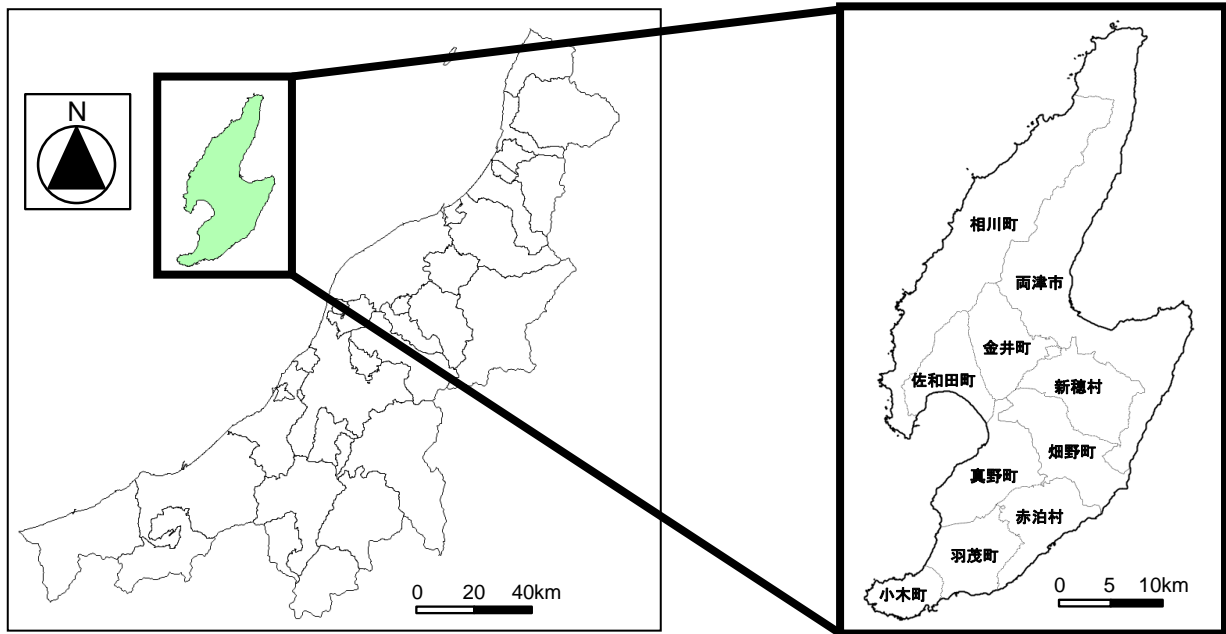 N
0 20 40km
相川町
両津市
金井町
佐和田町
新穂村
畑野町
真野町
赤泊村
羽茂町
小木町
0 5 10km